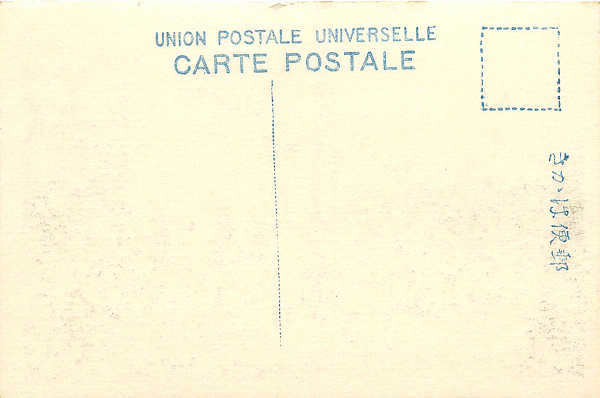 UNION POSTALE UNIVERSELLE
CARTE POSTALE
郵便はかき